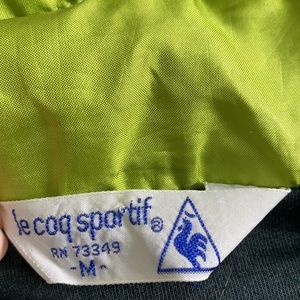 le coq sportif®
RN 73349
-M-